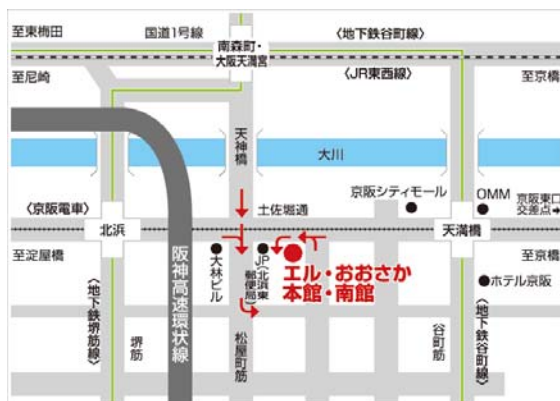 至東梅田
国道1号線
南森町・
大阪天満宮
〈地下鉄谷町線〉
至尼崎
〈JR東西線〉
至京橋
天神橋
大川
京阪シティモール
OMM
京阪東口
交差点➡
〈京阪電車〉
土佐堀通
北浜
天満橋
至淀屋橋
至京橋
阪神高速環状線
大林ビル
JP(北浜東
郵便局)
エル・おおさか
本館・南館
ホテル京阪
〈地下鉄堺筋線〉
堺筋
松屋町筋
谷町筋
〈地下鉄谷町線〉